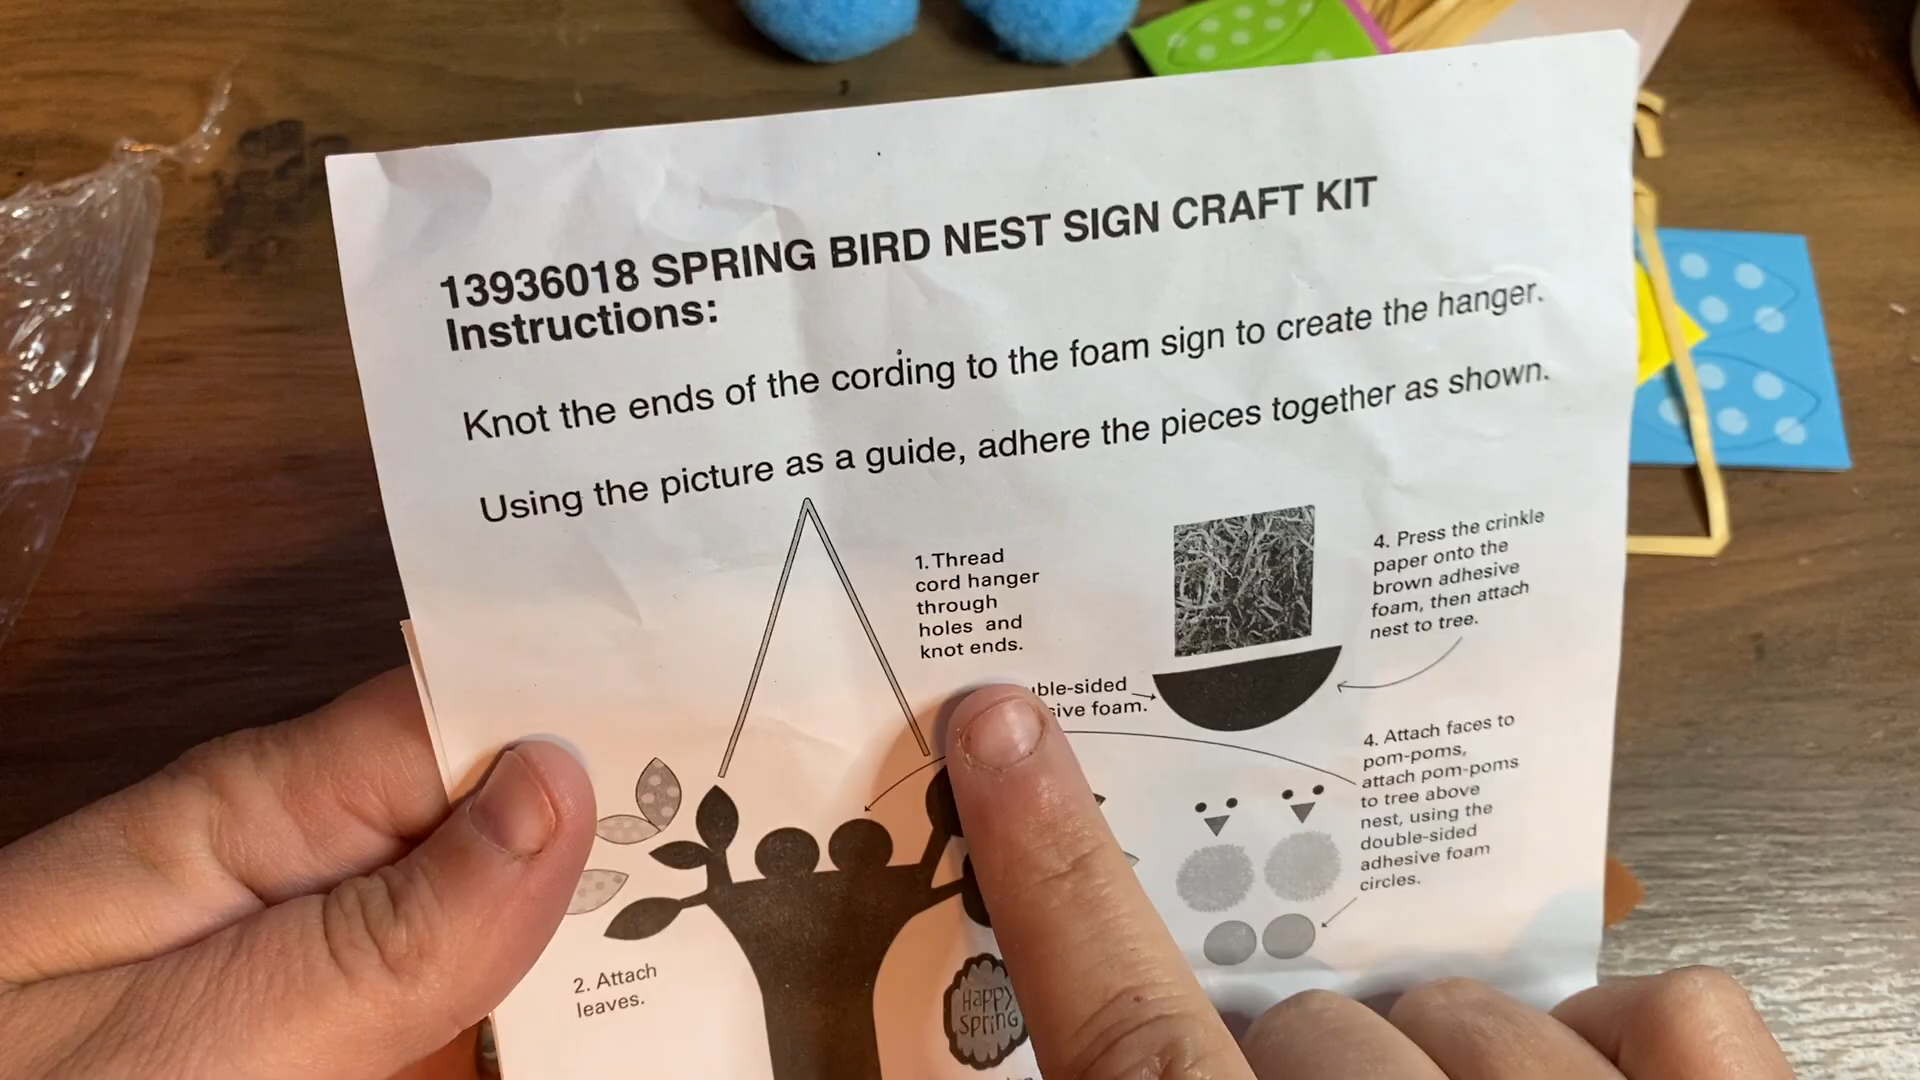 13936018 SPRING BIRD NEST SIGN CRAFT KIT
Instructions:
Knot the ends of the cording to the foam sign to create the hanger.
Using the picture as a guide, adhere the pieces together as shown.
1. Thread
cord hanger
through
holes and
knot ends.
4. Press the crinkle
paper onto the
brown adhesive
foam, then attach
nest to tree.
ble-sided
sive foam.
4. Attach faces to
pom-poms,
attach pom-poms
to tree above
nest, using the
double-sided
adhesive foam
circles.
2. Attach
leaves.
Happy
Spring